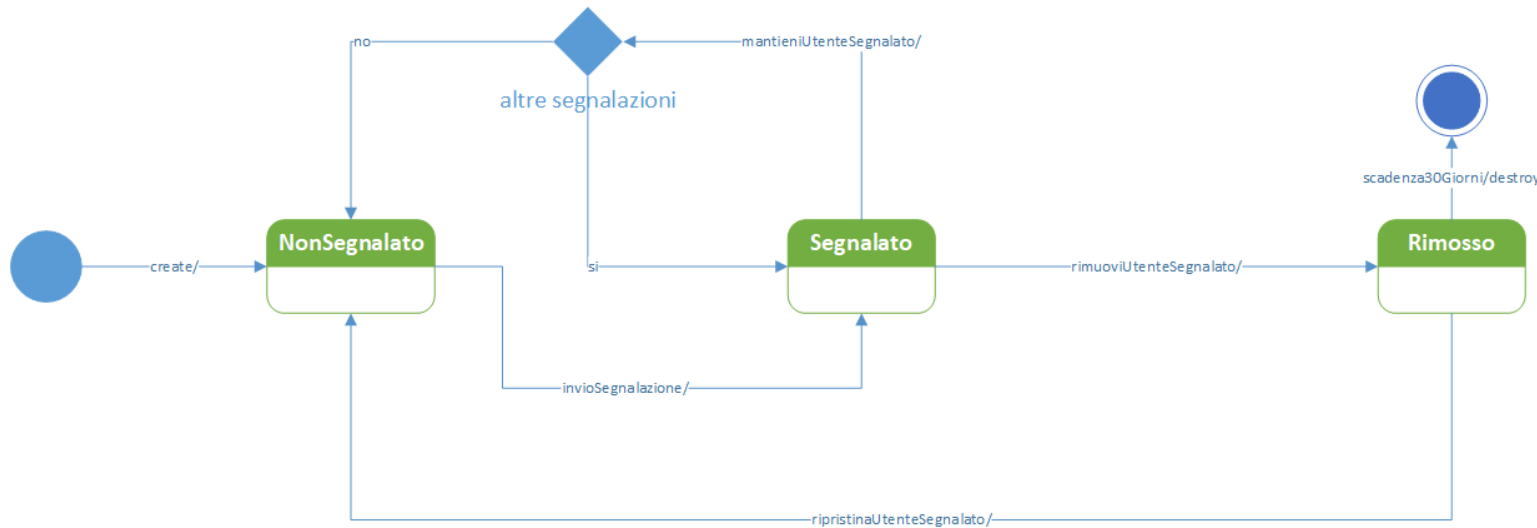 no
mantieniUtenteSegnalato/
altre segnalazioni
scadenza30Giorni/destroy
NonSegnalato
Segnalato
Rimosso
create/
si
rimuoviUtenteSegnalato/
invioSegnalazione/
ripristinaUtenteSegnalato/